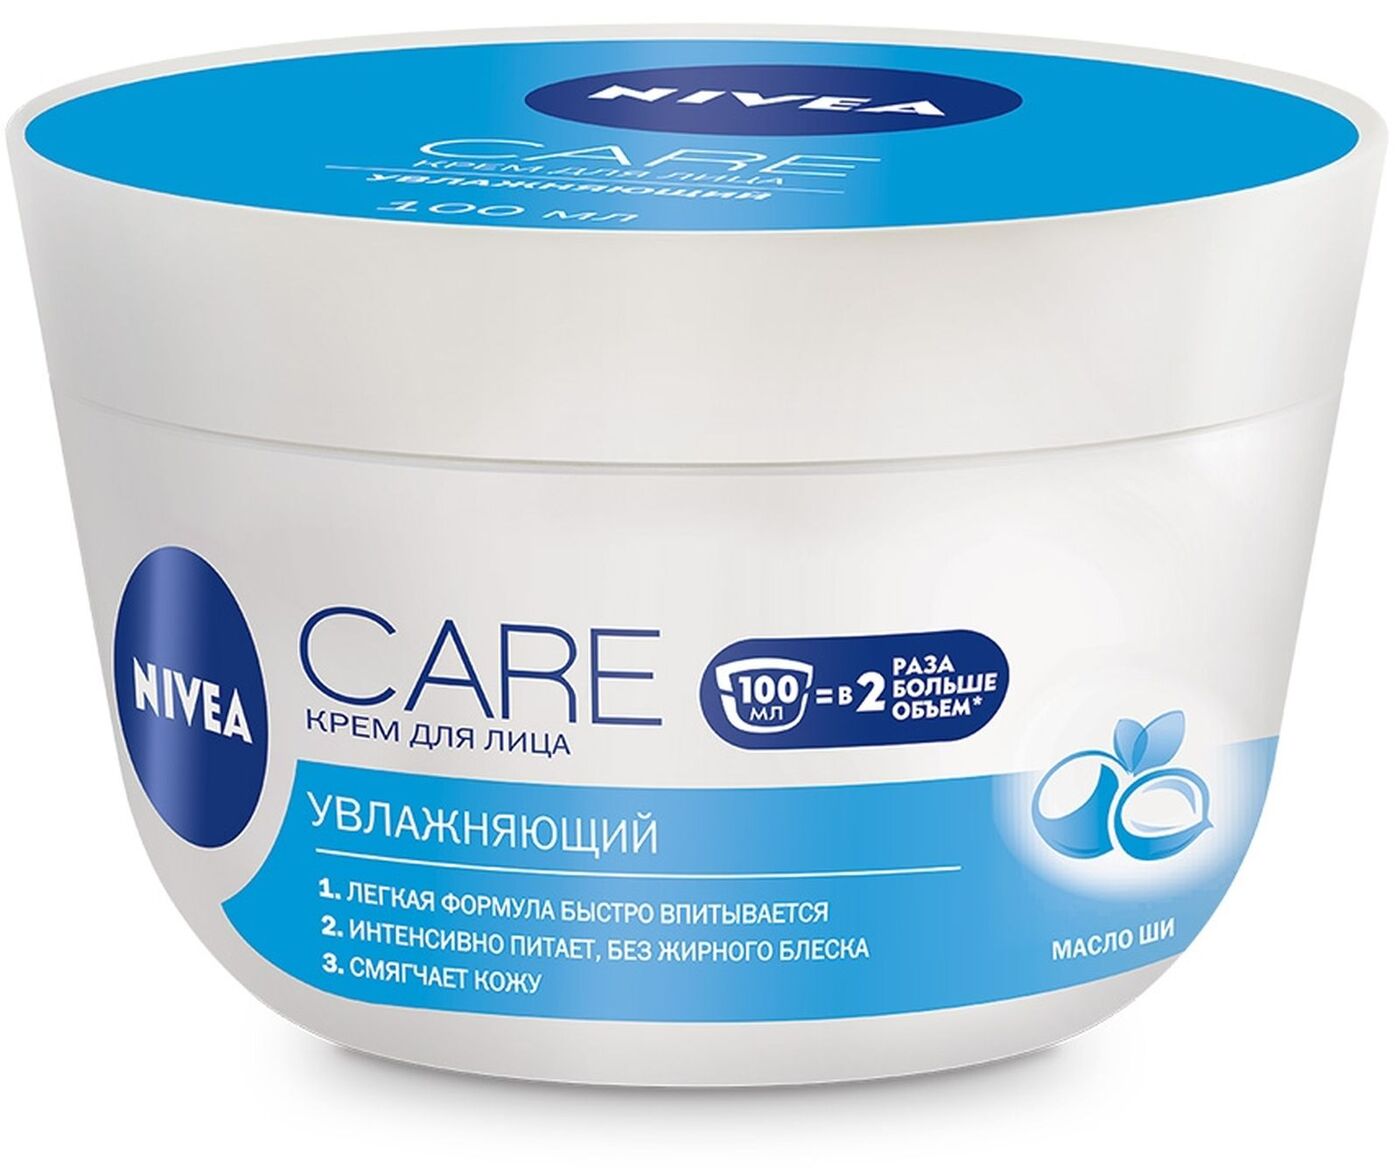 NIVEA
CARE
КРЕМ ДЛЯ ЛИЦА
УВЛАЖНЯЮЩИЙ
100 МЛ
NIVEA
CARE
КРЕМ ДЛЯ ЛИЦА
100 МЛ = В 2 РАЗА БОЛЬШЕ ОБЪЕМ*
УВЛАЖНЯЮЩИЙ
1. ЛЕГКАЯ ФОРМУЛА БЫСТРО ВПИТЫВАЕТСЯ
2. ИНТЕНСИВНО ПИТАЕТ, БЕЗ ЖИРНОГО БЛЕСКА
3. СМЯГЧАЕТ КОЖУ
МАСЛО ШИ